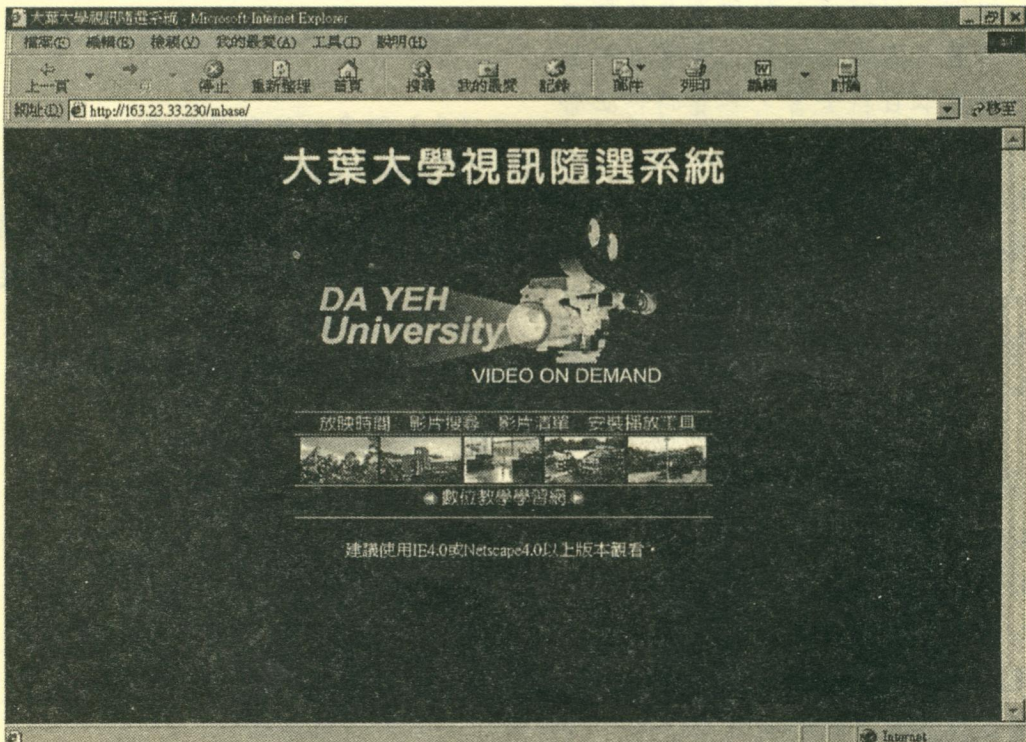 大葉大學視訊隨選系統 - Microsoft Internet Explorer
檔案(F) 編輯(E) 檢視(V) 我的最愛(A) 工具(T) 說明(H)
上一頁 停止 重新整理 首頁 搜尋 我的最愛 記錄 郵件 列印 編輯 討論
網址(D) http://163.23.33.230/mbase/ 移至
大葉大學視訊隨選系統
DA YEH
University
VIDEO ON DEMAND
放映時間 影片搜尋 影片清單 安裝播放工具
數位教學學習網
建議使用IE4.0或Netscape4.0以上版本觀看。
Internet